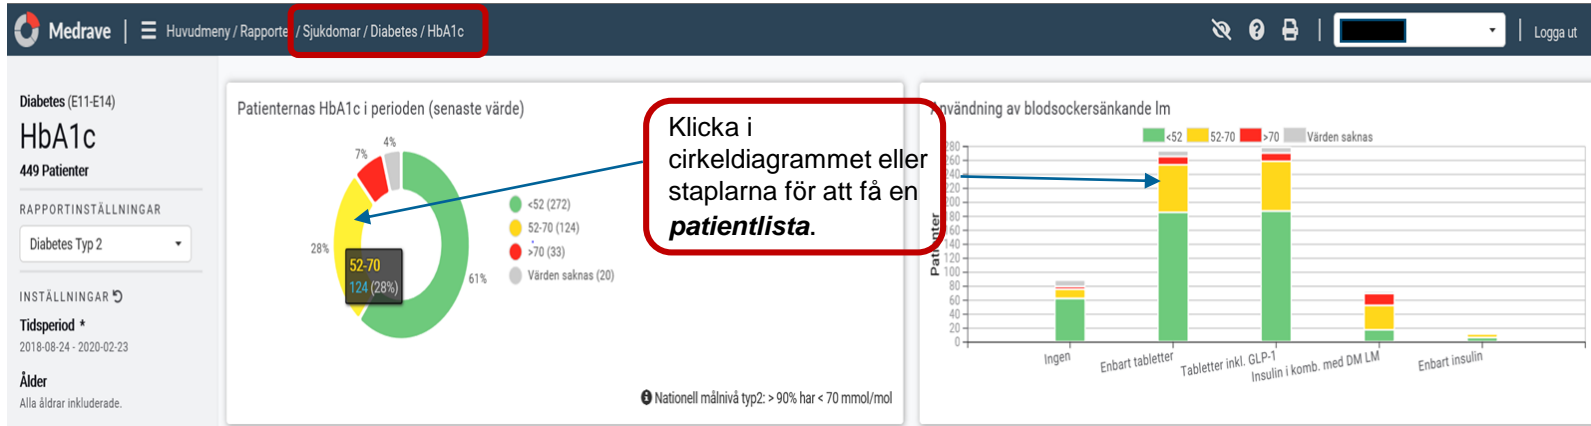 Medrave
Huvudmeny / Rapporte / Sjukdomar / Diabetes / HbA1c
Logga ut
Diabetes (E11-E14)
HbA1c
449 Patienter
RAPPORTINSTÄLLNINGAR
Diabetes Typ 2
INSTÄLLNINGAR
Tidsperiod *
2018-08-24 - 2020-02-23
Ålder
Alla åldrar inkluderade.
Patienternas HbA1c i perioden (senaste värde)
4%
7%
28%
61%
52-70
124 (28%)
<52 (272)
52-70 (124)
>70 (33)
Värden saknas (20)
Nationell målnivå typ2: > 90% har < 70 mmol/mol
Klicka i
cirkeldiagrammet eller
staplarna för att få en
patientlista.
Användning av blodsockersänkande lm
<52 52-70 >70 Värden saknas
Patienter
280
260
240
220
200
180
160
140
120
100
80
60
40
20
0
Ingen
Enbart tabletter
Tabletter inkl. GLP-1
Insulin i komb. med DM LM
Enbart insulin